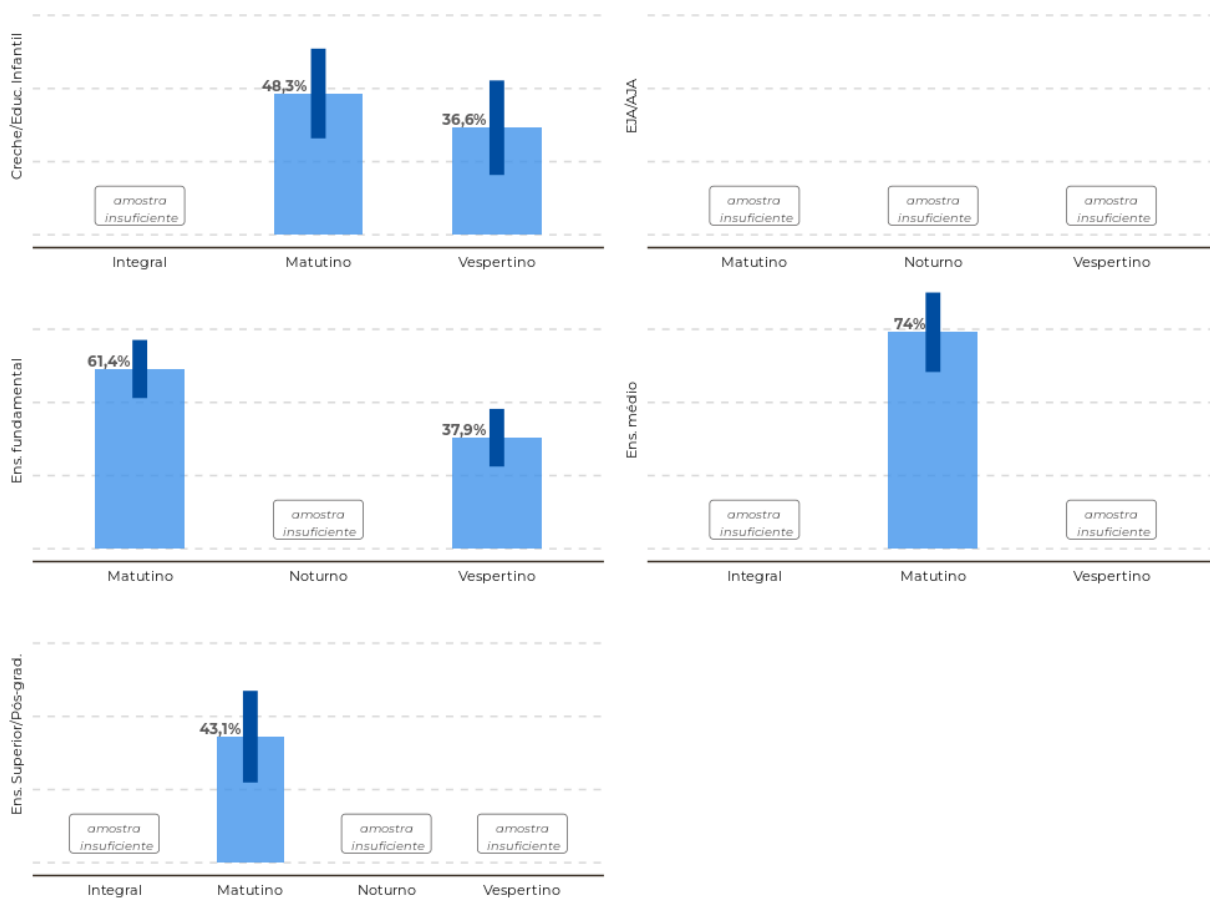 Creche/Educ. Infantil
48,3%
36,6%
amostra
insuficiente
Integral
Matutino
Vespertino
EJA/AJA
amostra
insuficiente
amostra
insuficiente
amostra
insuficiente
Matutino
Noturno
Vespertino
Ens. fundamental
61,4%
37,9%
amostra
insuficiente
Matutino
Noturno
Vespertino
Ens. médio
74%
amostra
insuficiente
amostra
insuficiente
Integral
Matutino
Vespertino
Ens. Superior/Pós-grad.
43,1%
amostra
insuficiente
amostra
insuficiente
amostra
insuficiente
Integral
Matutino
Noturno
Vespertino